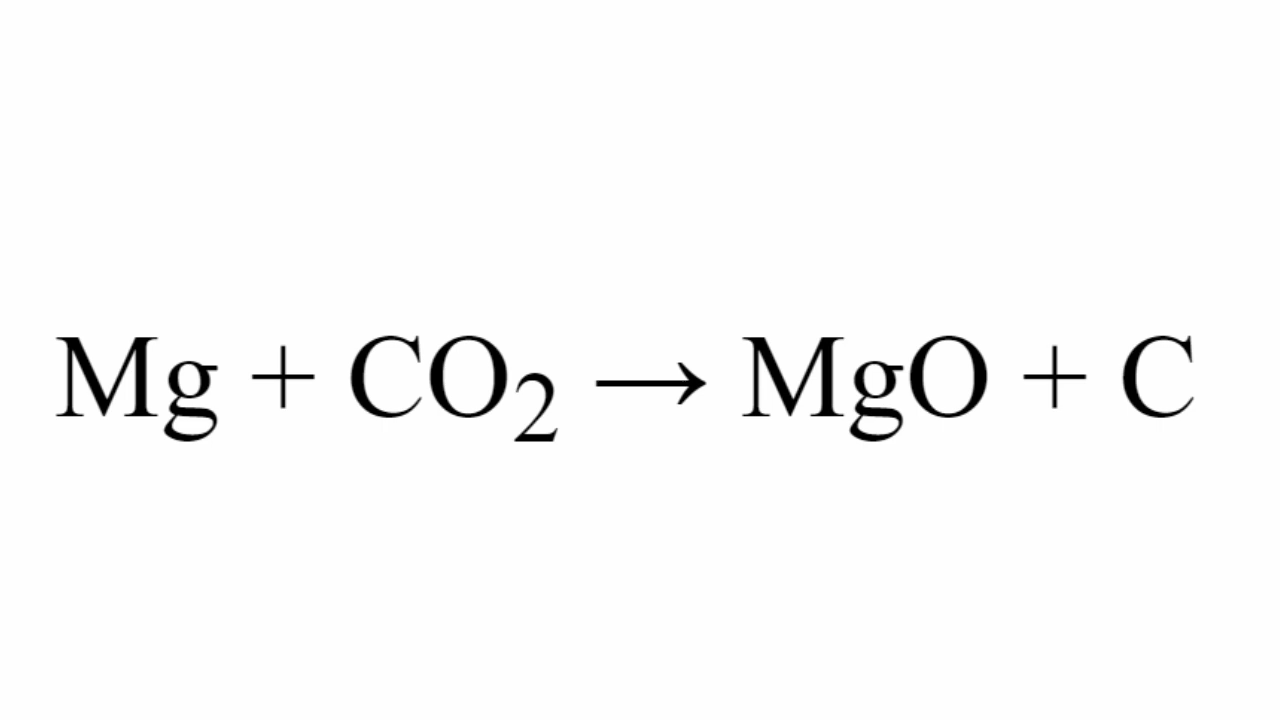 Mg + CO₂ → MgO + C